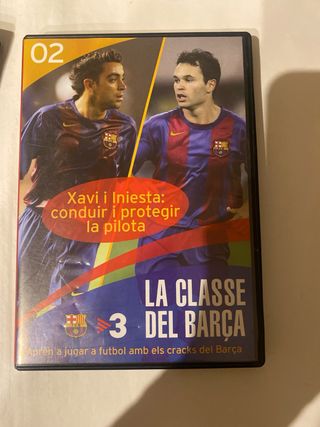 02
Xavi i Iniesta:
conduir i protegir
la pilota
LA CLASSE
DEL BARÇA
3
Aprèn a jugar a futbol amb els cracks del Barça